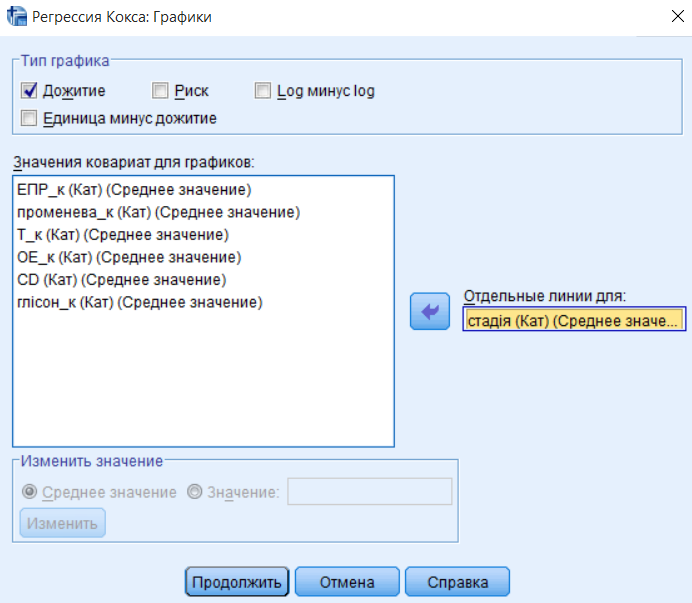 Регрессия Кокса: Графики
Тип графика
Дожитие Риск Log минус log
Единица минус дожитие
Значения ковариат для графиков:
ЕПР_к (Кат) (Среднее значение)
променева_к (Кат) (Среднее значение)
Т_к (Кат) (Среднее значение)
ОЕ_к (Кат) (Среднее значение)
CD (Кат) (Среднее значение)
глісон_к (Кат) (Среднее значение)
Отдельные линии для:
стадія (Кат) (Среднее значе...
Изменить значение
Среднее значение Значение:
Изменить
Продолжить Отмена Справка